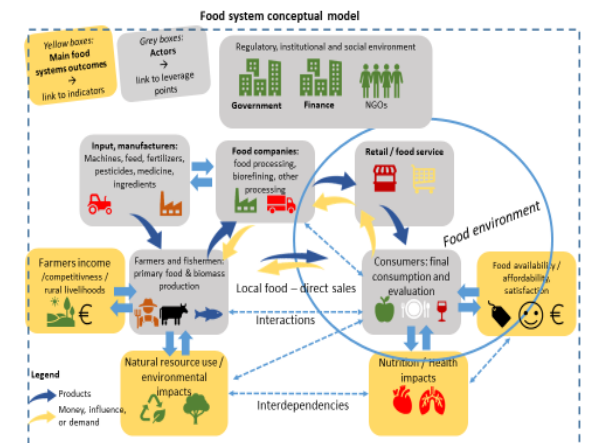 Food system conceptual model
Yellow boxes:
Main food
systems outcomes
→
link to indicators
Grey boxes:
Actors
→
link to leverage
points
Regulatory, institutional and social environment
Government
Finance
NGOs
Input, manufacturers:
Machines, feed, fertilizers,
pesticides, medicine,
ingredients
Food companies:
food processing,
biorefining, other
processing
Retail / food service
Food environment
Farmers income
/competitivness /
rural livelihoods
€
Farmers and fishermen:
primary food & biomass
production
Local food – direct sales
Interactions
Consumers: final
consumption and
evaluation
Food availability /
affordability,
satisfaction
€
Natural resource use /
environmental
impacts
Nutrition / Health
impacts
Interdependencies
Legend
Products
Money, influence,
or demand